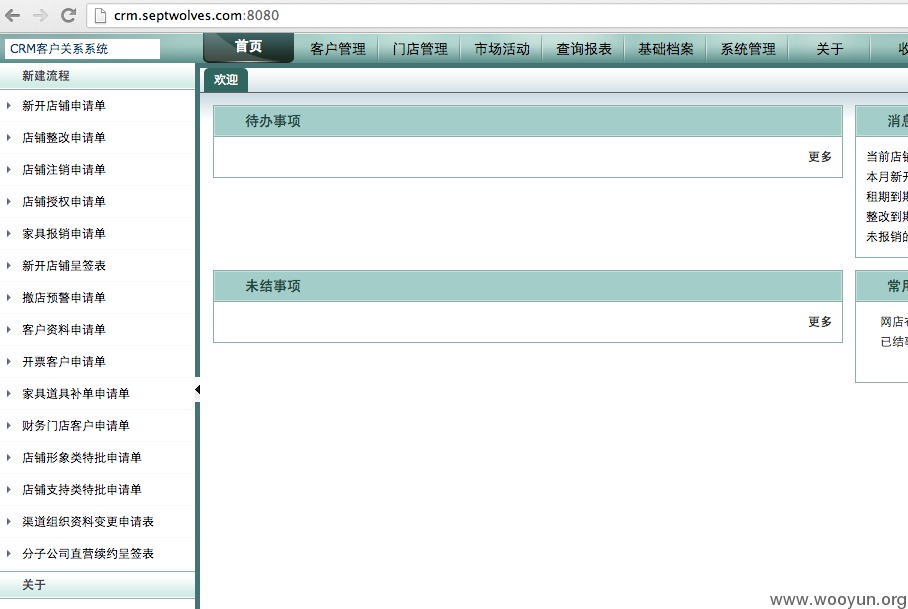 crm.septwolves.com:8080
CRM客户关系系统
首页 客户管理 门店管理 市场活动 查询报表 基础档案 系统管理 关于 收
新建流程
新开店铺申请单
店铺整改申请单
店铺注销申请单
店铺授权申请单
家具报销申请单
新开店铺呈签表
撤店预警申请单
客户资料申请单
开票客户申请单
家具道具补单申请单
财务门店客户申请单
店铺形象类特批申请单
店铺支持类特批申请单
渠道组织资料变更申请表
分子公司直营续约呈签表
关于
欢迎
待办事项
更多
未结事项
更多
消息
当前店铺
本月新开
租期到期
整改到期
未报销的
常用
网店
已结事
www.wooyun.org